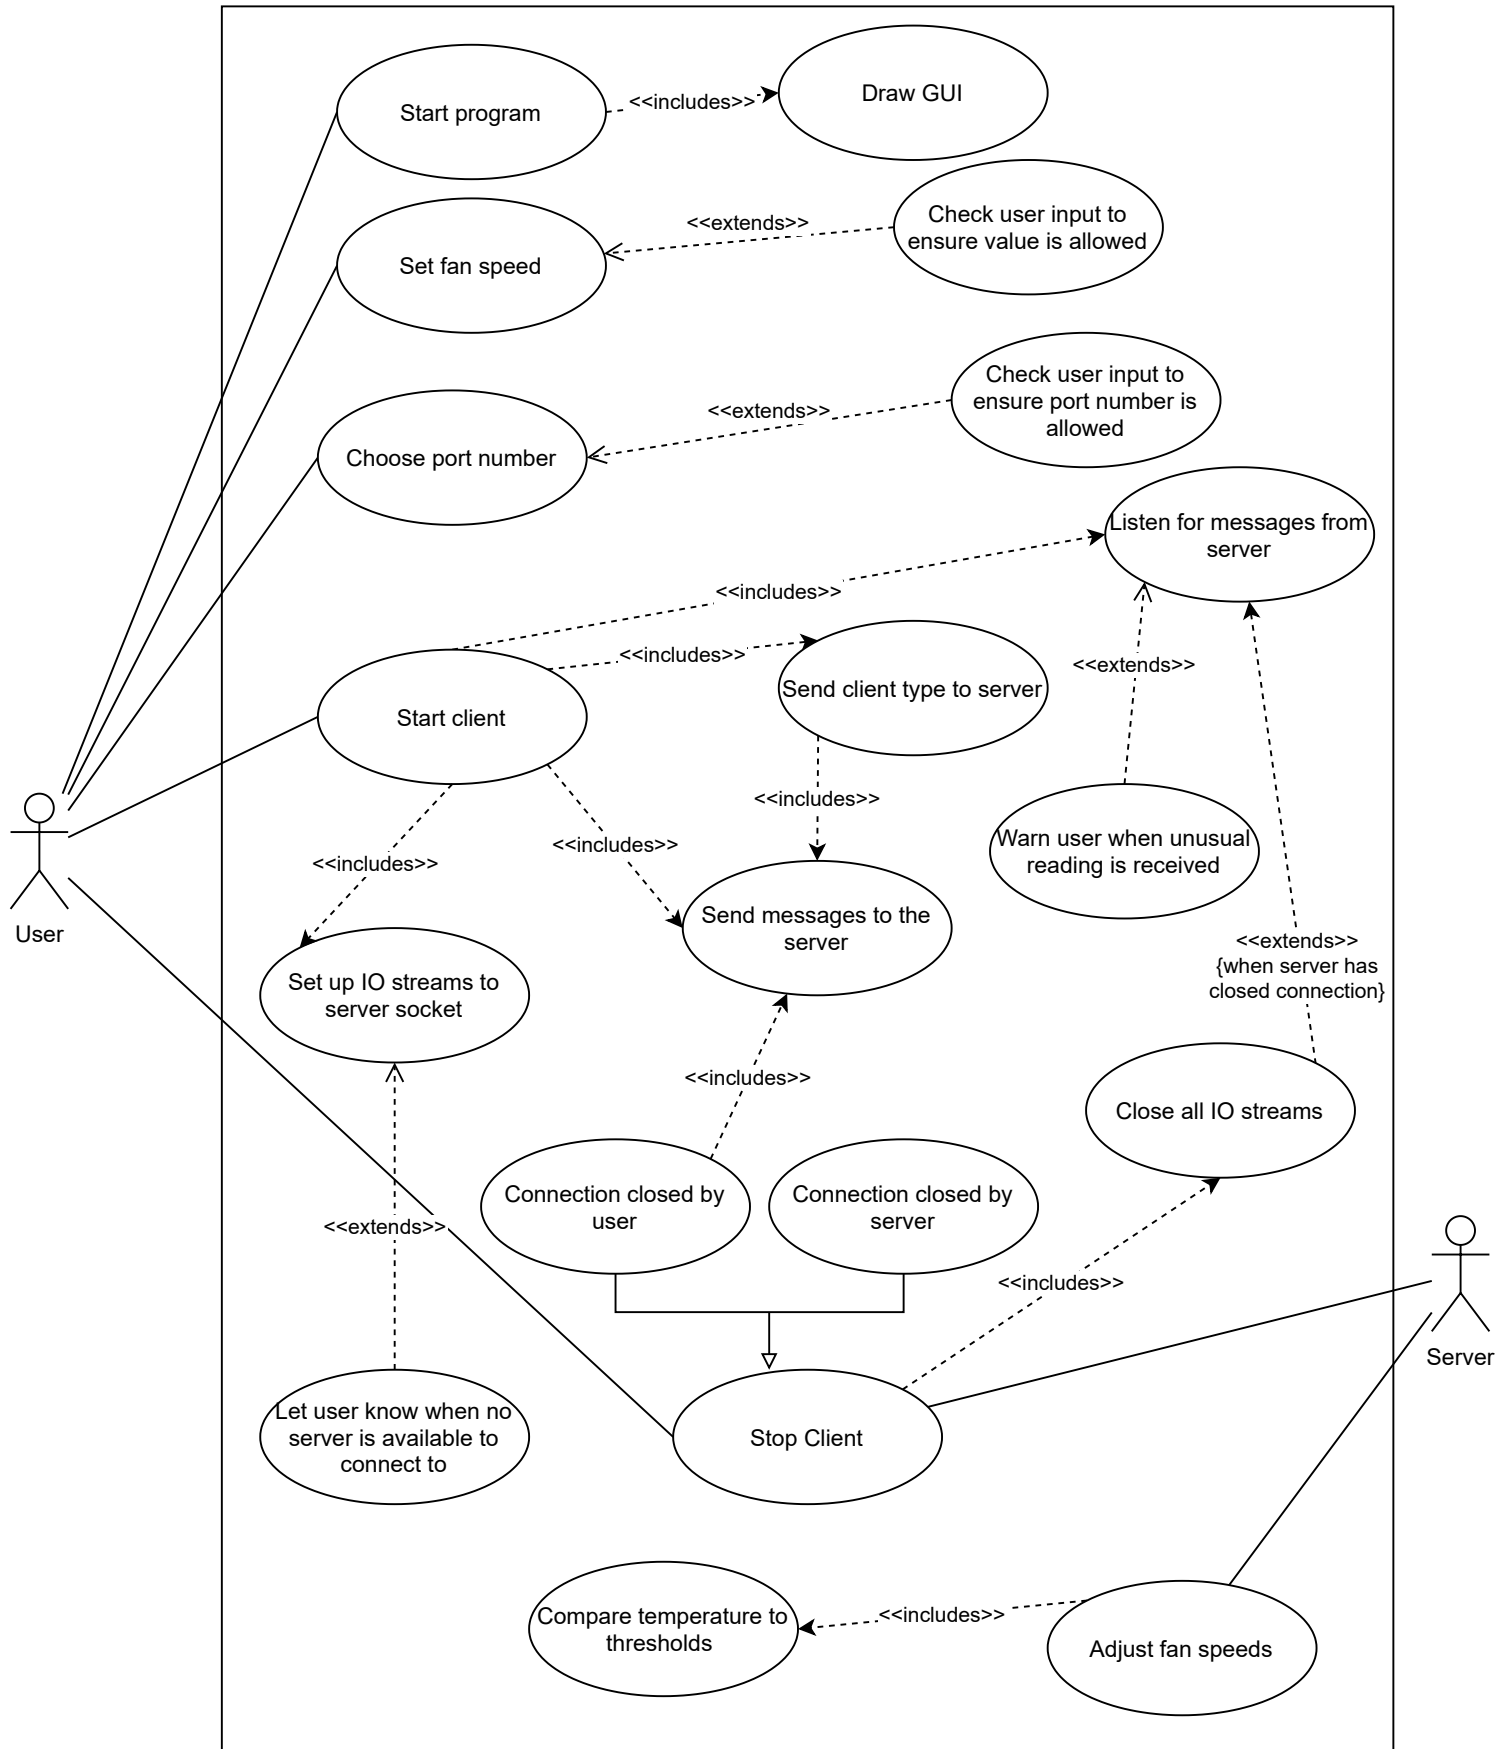 Start program
<<includes>>
Draw GUI
Set fan speed
<<extends>>
Check user input to
ensure value is allowed
Choose port number
<<extends>>
Check user input to
ensure port number is
allowed
Listen for messages from
server
<<includes>>
<<includes>>
Send client type to server
<<extends>>
Start client
<<includes>>
<<includes>>
<<includes>>
Warn user when unusual
reading is received
Send messages to the
server
User
<<extends>>
{when server has
closed connection}
Set up IO streams to
server socket
<<includes>>
Close all IO streams
Connection closed by
user
Connection closed by
server
<<extends>>
<<includes>>
Server
Let user know when no
server is available to
connect to
Stop Client
Compare temperature to
thresholds
<<includes>>
Adjust fan speeds